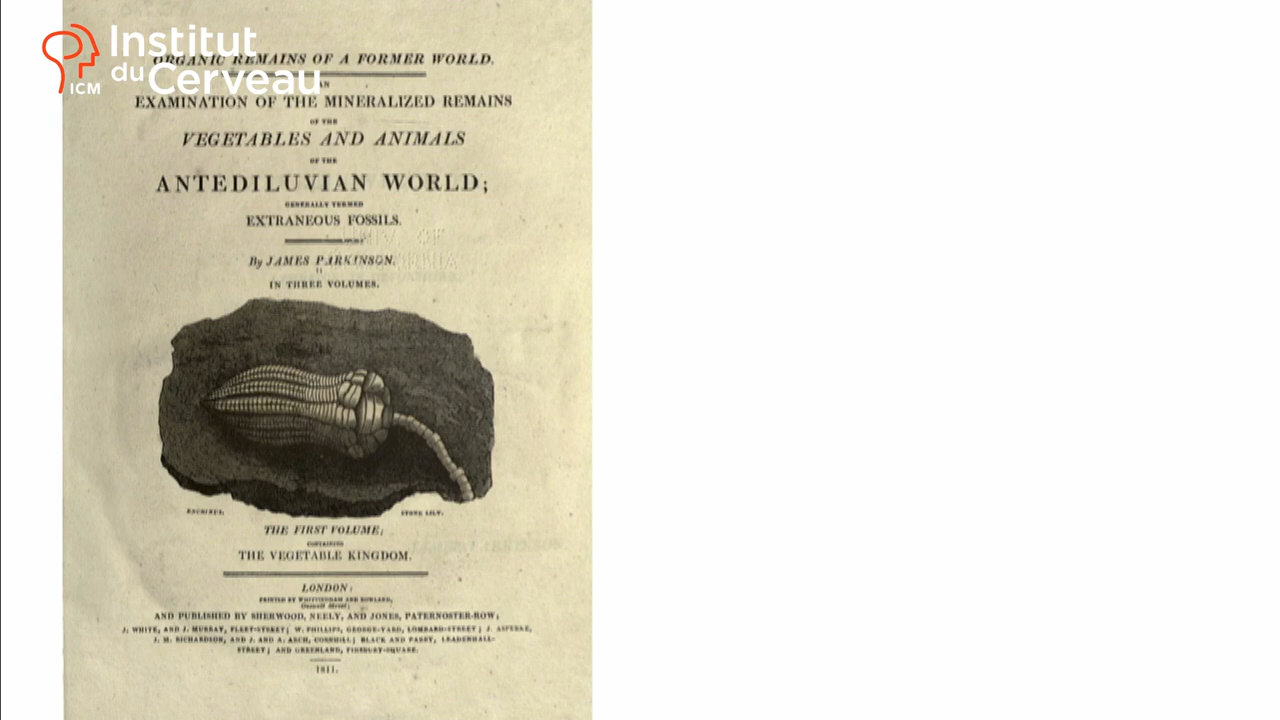 Institut
du Cerveau
ICM
ORGANIC REMAINS OF A FORMER WORLD.
AN
EXAMINATION OF THE MINERALIZED REMAINS
OF THE
VEGETABLES AND ANIMALS
OF THE
ANTEDILUVIAN WORLD;
GENERALLY TERMED
EXTRANEOUS FOSSILS.
By JAMES PARKINSON.
IN THREE VOLUMES.
ENCRINUS. STONE LILY.
THE FIRST VOLUME;
CONTAINING
THE VEGETABLE KINGDOM.
LONDON:
PRINTED BY WHITTINGHAM AND ROWLAND,
Goswell Street;
AND PUBLISHED BY SHERWOOD, NEELY, AND JONES, PATERNOSTER-ROW;
J. WHITE, AND J. MURRAY, FLEET-STREET; W. PHILLIPS, GEORGE-YARD, LOMBARD-STREET; J. ASPERNE,
J. M. RICHARDSON, AND J. AND A. ARCH, CORNHILL; BLACK AND PARRY, LEADENHALL-
STREET; AND GREENLAND, FINSBURY-SQUARE.
1811.